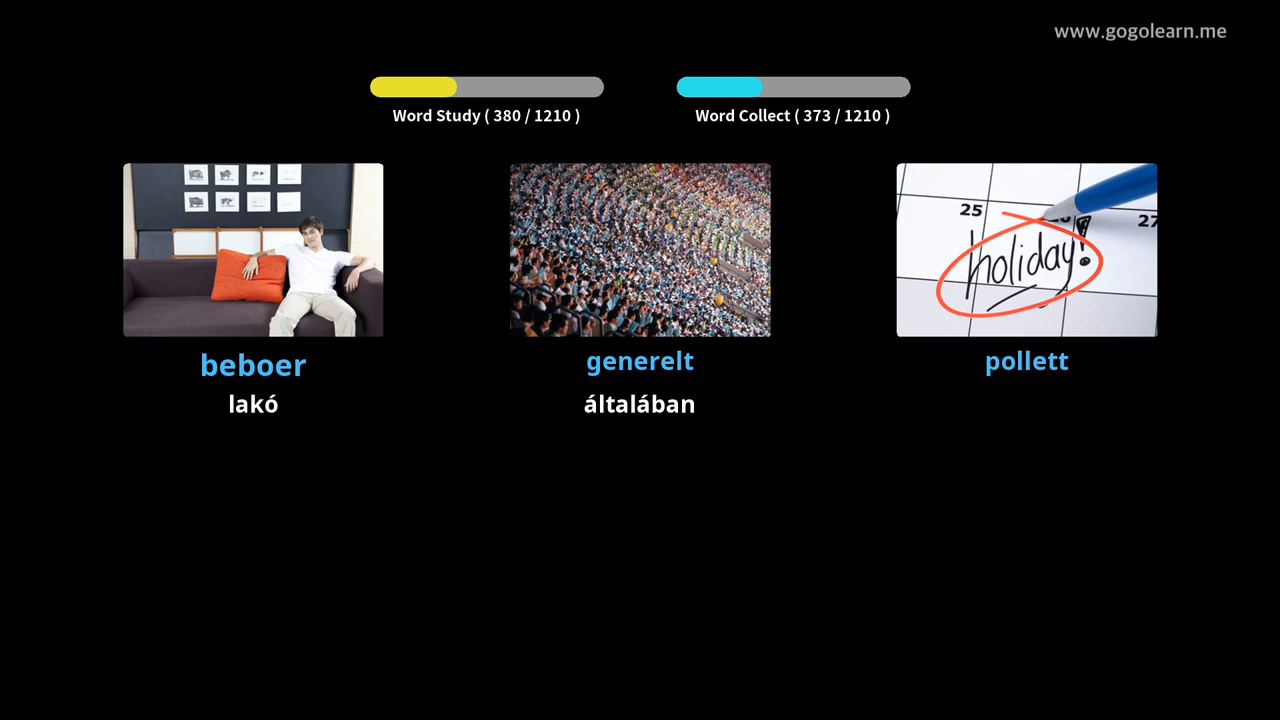 www.gogolearn.me
Word Study ( 380 / 1210 )
Word Collect ( 373 / 1210 )
25
27
holiday!
beboer
generelt
pollett
lakó
általában